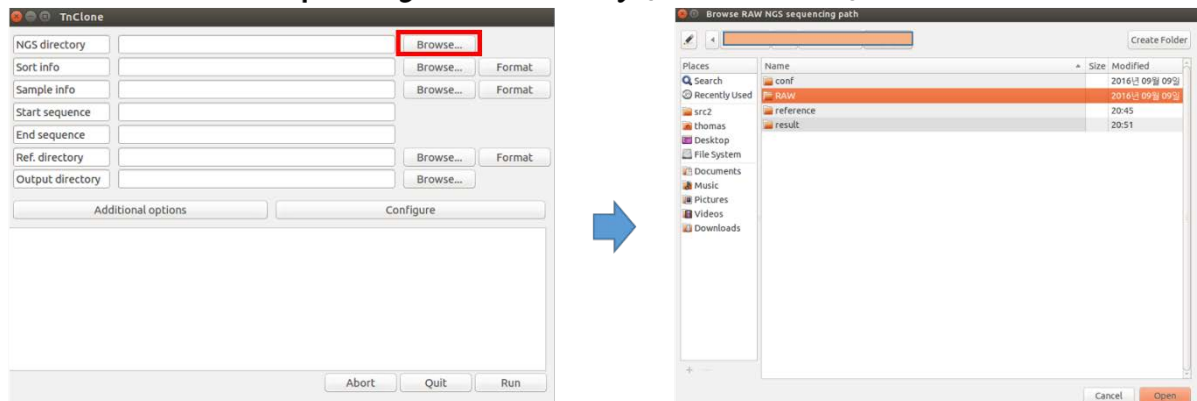 TnClone
NGS directory Browse...
Sort info Browse... Format
Sample info Browse... Format
Start sequence
End sequence
Ref. directory Browse... Format
Output directory Browse...
Additional options Configure
Abort Quit Run
Browse RAW NGS sequencing path
Create Folder
Places Name Size Modified
Search conf 2016년 09월 09일
Recently Used RAW 2016년 09월 09일
src2 reference 20:45
thomas result 20:51
Desktop
File System
Documents
Music
Pictures
Videos
Downloads
Cancel Open